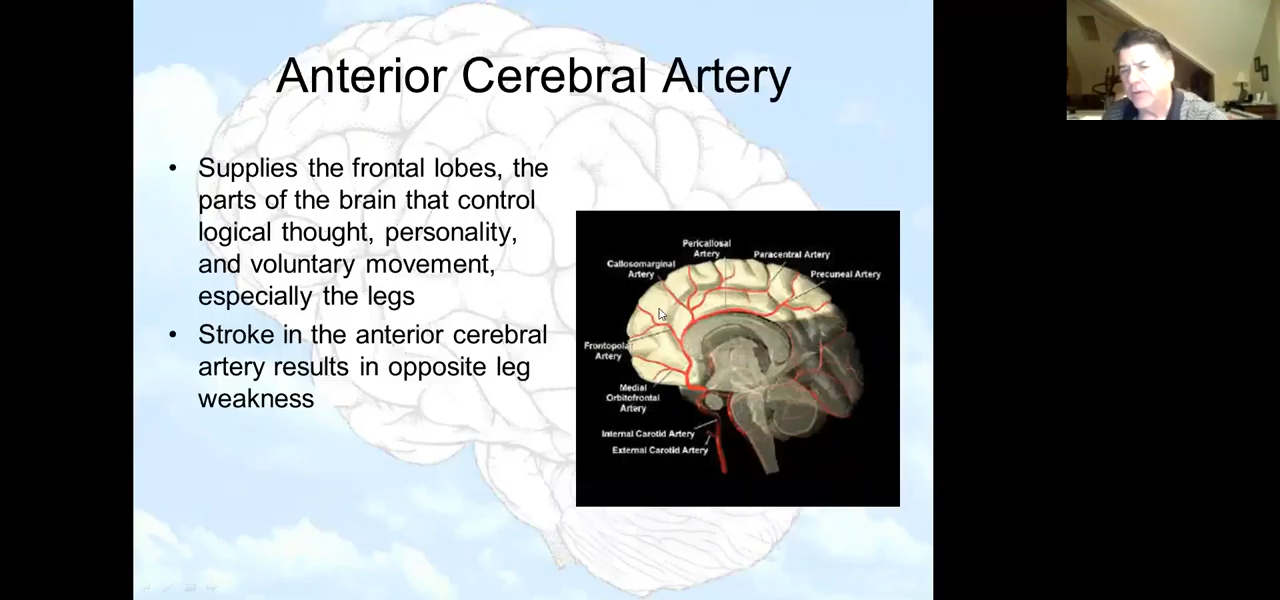 Anterior Cerebral Artery
• Supplies the frontal lobes, the
parts of the brain that control
logical thought, personality,
and voluntary movement,
especially the legs
• Stroke in the anterior cerebral
artery results in opposite leg
weakness
Pericallosal
Artery
Paracentral Artery
Callosomarginal
Artery
Precuneal Artery
Frontopolar
Artery
Medial
Orbitofrontal
Artery
Internal Carotid Artery
External Carotid Artery